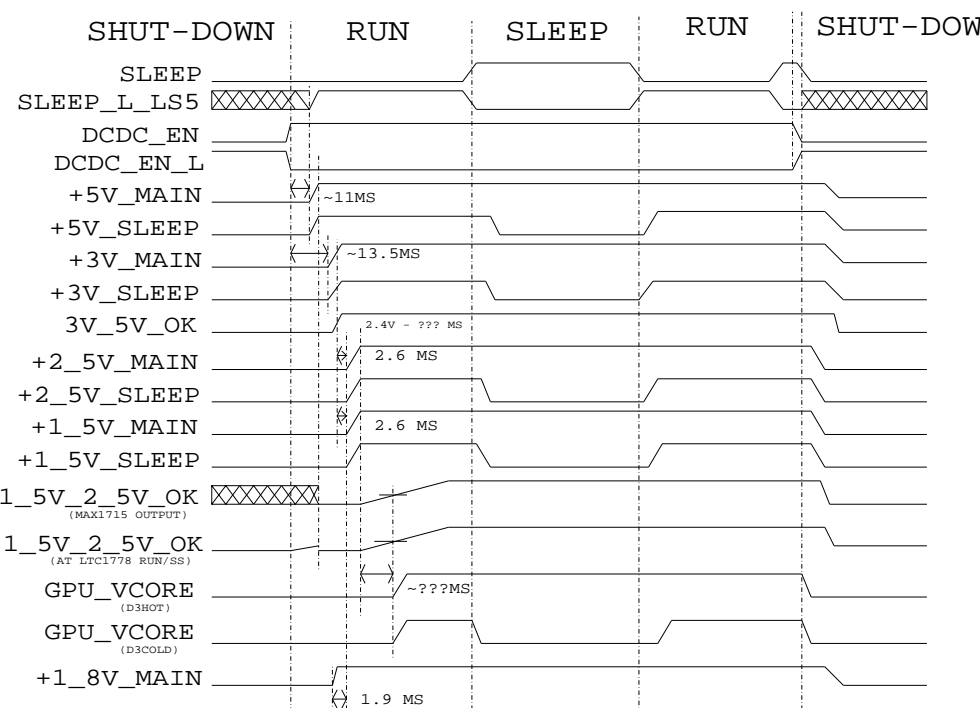 SHUT-DOWN RUN SLEEP RUN SHUT-DOW
SLEEP
SLEEP_L_LS5
DCDC_EN
DCDC_EN_L
+5V_MAIN ~11MS
+5V_SLEEP
+3V_MAIN ~13.5MS
+3V_SLEEP
3V_5V_OK 2.4V - ??? MS
+2_5V_MAIN 2.6 MS
+2_5V_SLEEP
+1_5V_MAIN 2.6 MS
+1_5V_SLEEP
1_5V_2_5V_OK
(MAX1715 OUTPUT)
1_5V_2_5V_OK
(AT LTC1778 RUN/SS)
GPU_VCORE ~???MS
(D3HOT)
GPU_VCORE
(D3COLD)
+1_8V_MAIN
1.9 MS